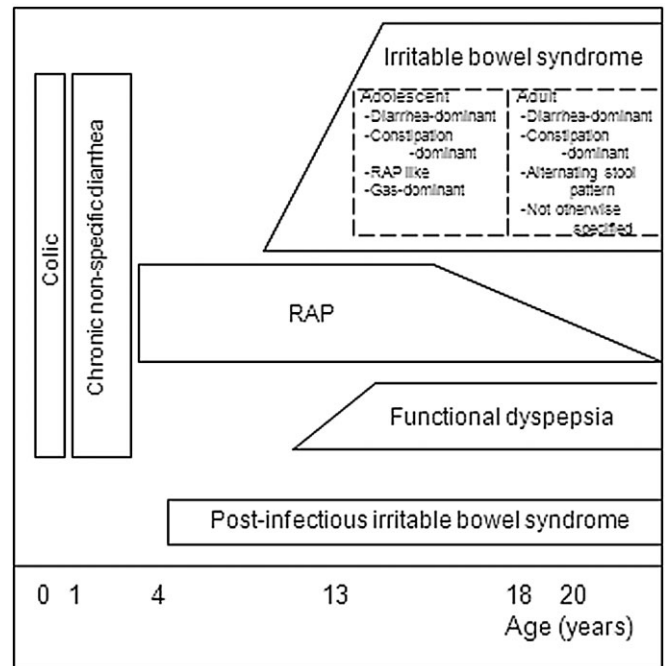 Colic
Chronic non-specific diarrhea
Irritable bowel syndrome
Adolescent
-Diarrhea-dominant
-Constipation
-dominant
-RAP like
-Gas-dominant
Adult
-Diarrhea-dominant
-Constipation
-dominant
-Alternating stool
pattern
-Not otherwise
specified
RAP
Functional dyspepsia
Post-infectious irritable bowel syndrome
0 1 4 13 18 20
Age (years)